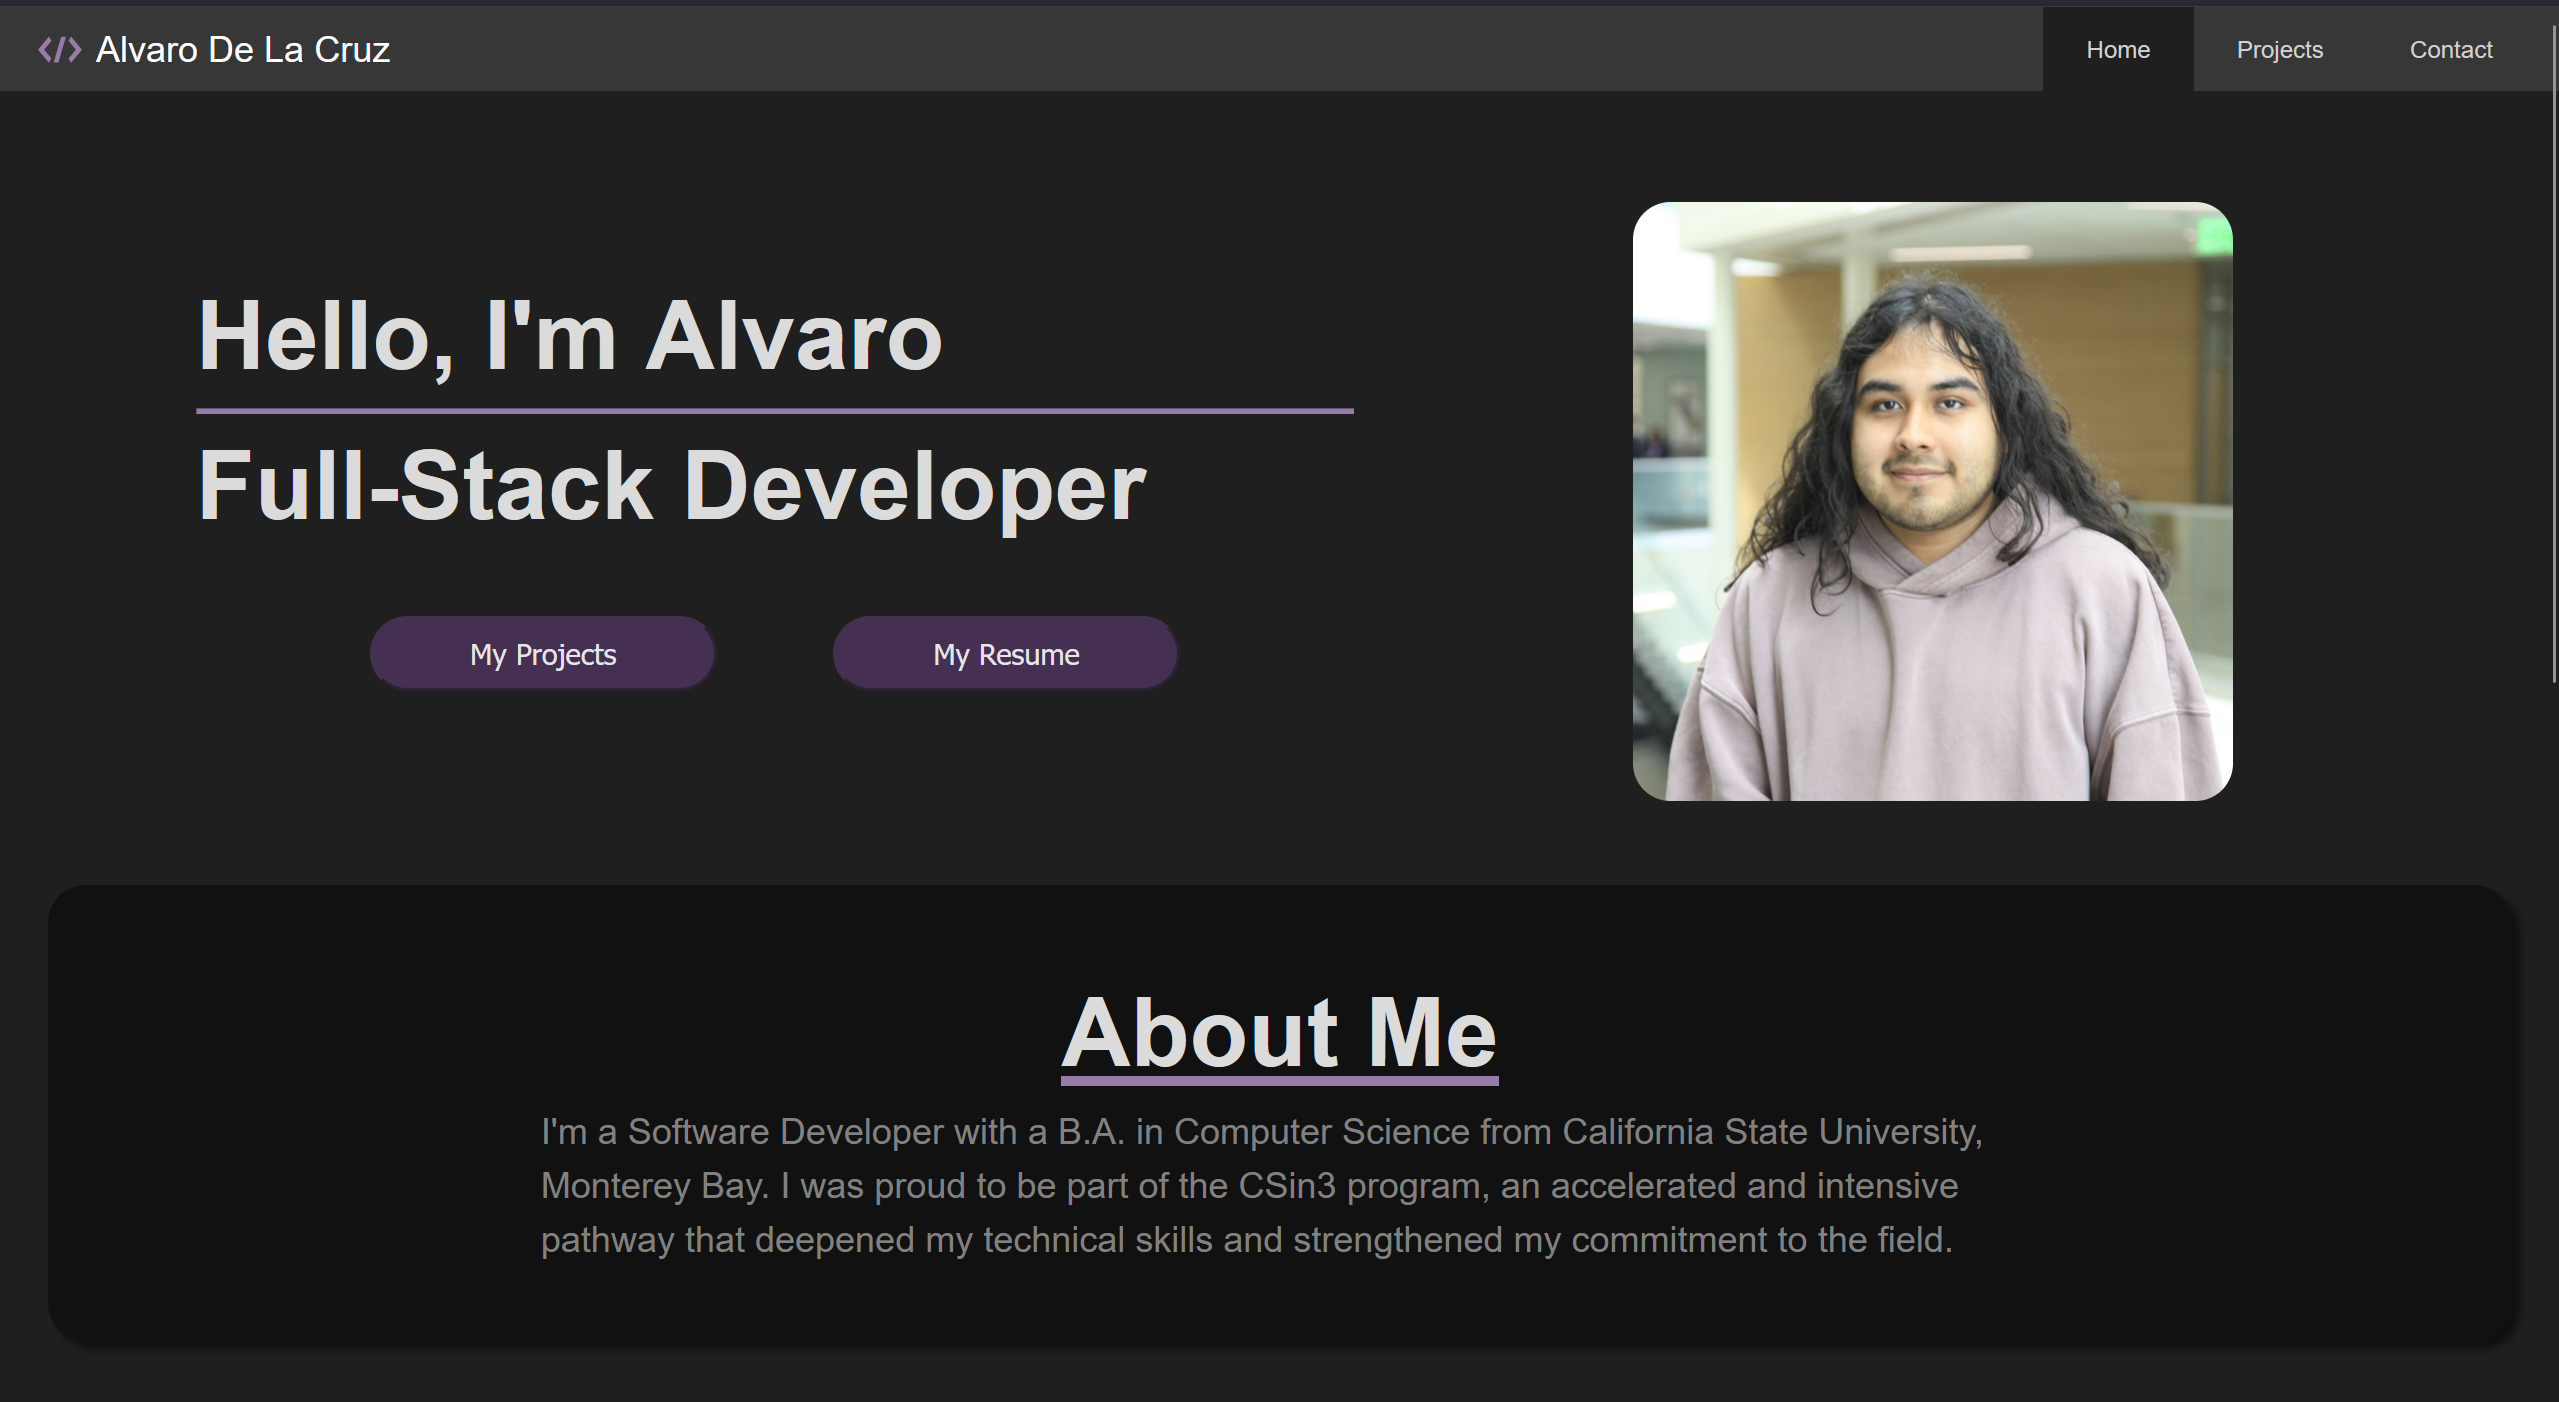 </> Alvaro De La Cruz
Home
Projects
Contact
Hello, I'm Alvaro
Full-Stack Developer
My Projects
My Resume
About Me
I'm a Software Developer with a B.A. in Computer Science from California State University,
Monterey Bay. I was proud to be part of the CSin3 program, an accelerated and intensive
pathway that deepened my technical skills and strengthened my commitment to the field.